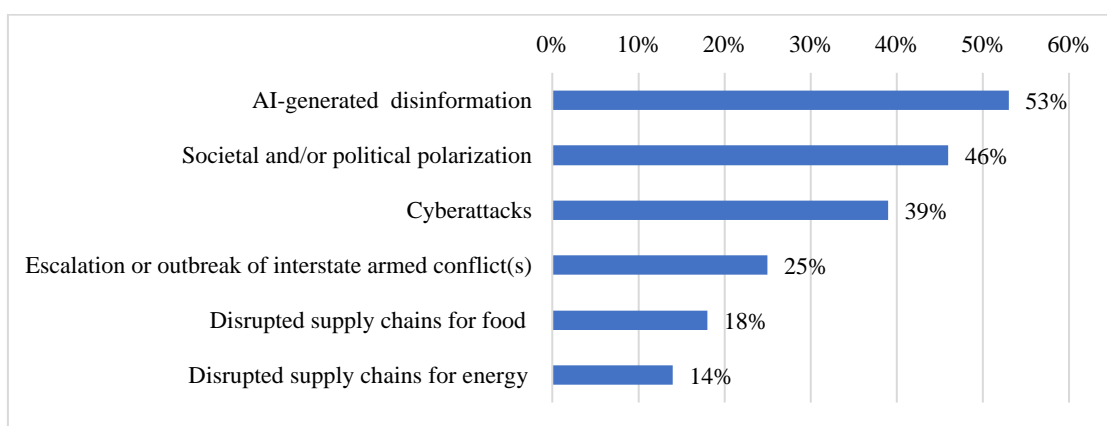 0% 10% 20% 30% 40% 50% 60%
AI-generated disinformation 53%
Societal and/or political polarization 46%
Cyberattacks 39%
Escalation or outbreak of interstate armed conflict(s) 25%
Disrupted supply chains for food 18%
Disrupted supply chains for energy 14%